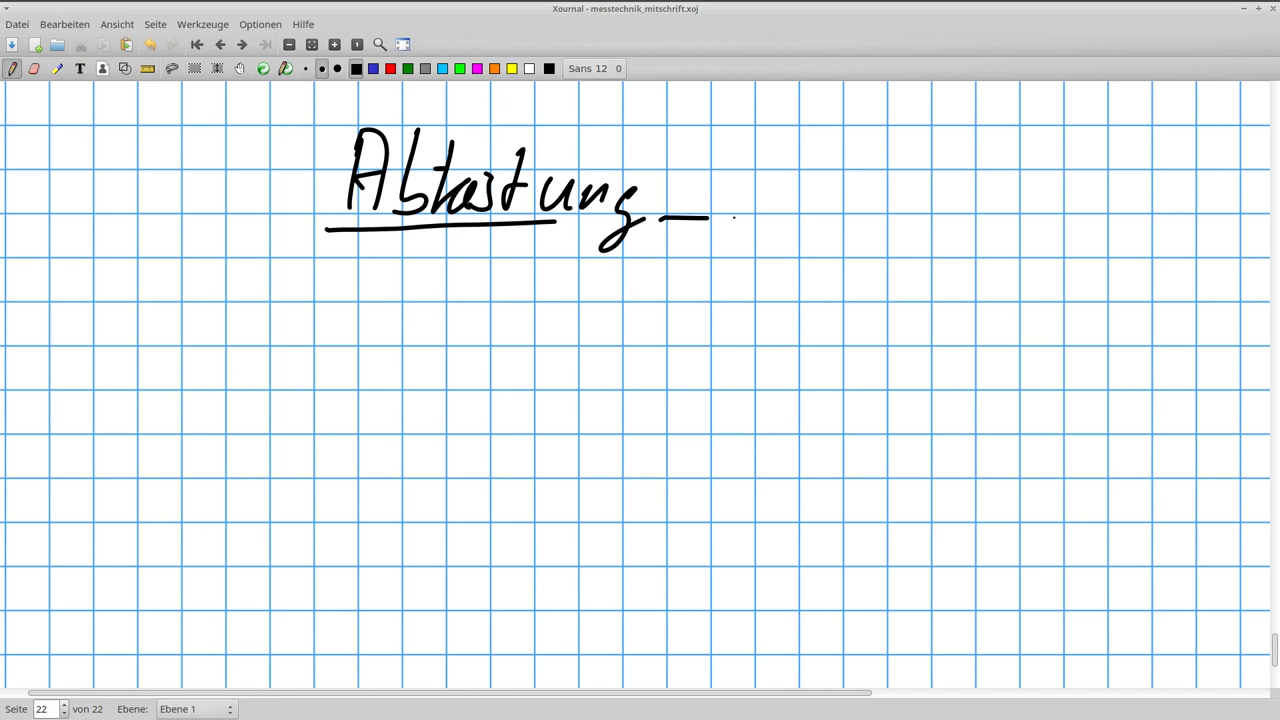 Xournal - messtechnik_mitschrift.xoj
Datei Bearbeiten Ansicht Seite Werkzeuge Optionen Hilfe
Sans 12 0
Abtastung
Seite 22 von 22 Ebene: Ebene 1